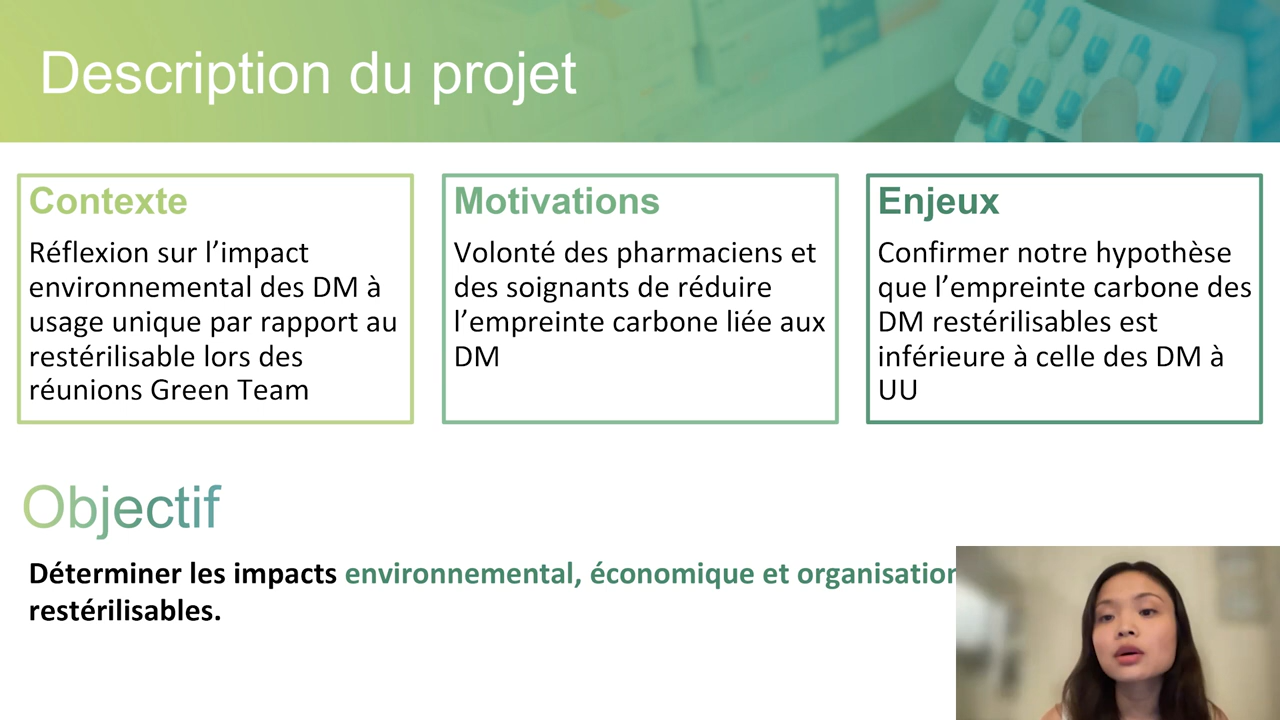 Description du projet
Contexte
Réflexion sur l’impact
environnemental des DM à
usage unique par rapport au
restérilisable lors des
réunions Green Team
Motivations
Volonté des pharmaciens et
des soignants de réduire
l’empreinte carbone liée aux
DM
Enjeux
Confirmer notre hypothèse
que l’empreinte carbone des
DM restérilisables est
inférieure à celle des DM à
UU
Objectif
Déterminer les impacts environnemental, économique et
restérilisables.